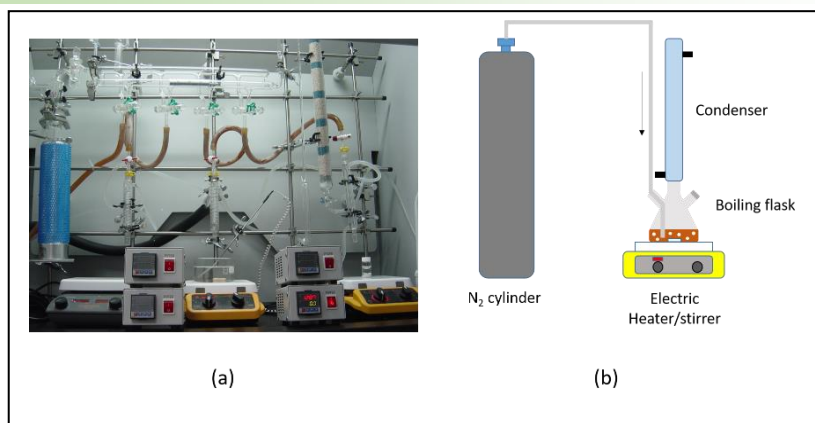 Condenser
Boiling flask
N₂ cylinder
Electric
Heater/stirrer
(a)
(b)